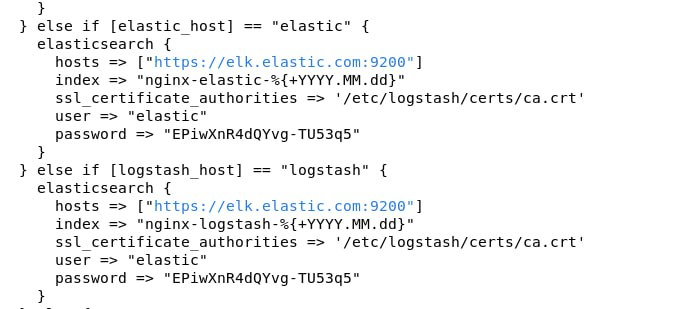 }
} else if [elastic_host] == "elastic" {
elasticsearch {
hosts => ["https://elk.elastic.com:9200"]
index => "nginx-elastic-%{+YYYY.MM.dd}"
ssl_certificate_authorities => '/etc/logstash/certs/ca.crt'
user => "elastic"
password => "EPiwXnR4dQYvg-TU53q5"
}
} else if [logstash_host] == "logstash" {
elasticsearch {
hosts => ["https://elk.elastic.com:9200"]
index => "nginx-logstash-%{+YYYY.MM.dd}"
ssl_certificate_authorities => '/etc/logstash/certs/ca.crt'
user => "elastic"
password => "EPiwXnR4dQYvg-TU53q5"
}